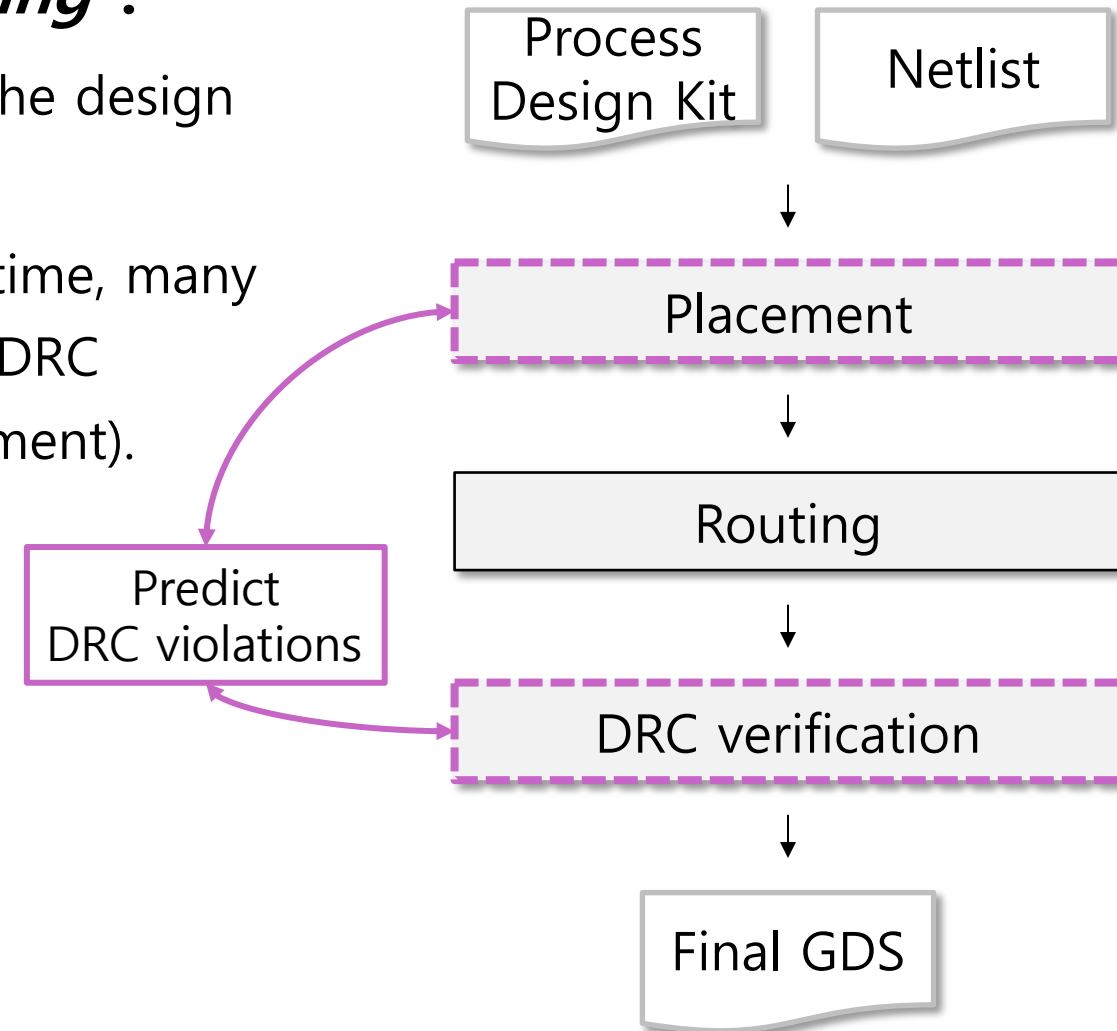 ing".
he design
time, many
DRC
ment).
Process
Design Kit
Netlist
Placement
Routing
Predict
DRC violations
DRC verification
Final GDS